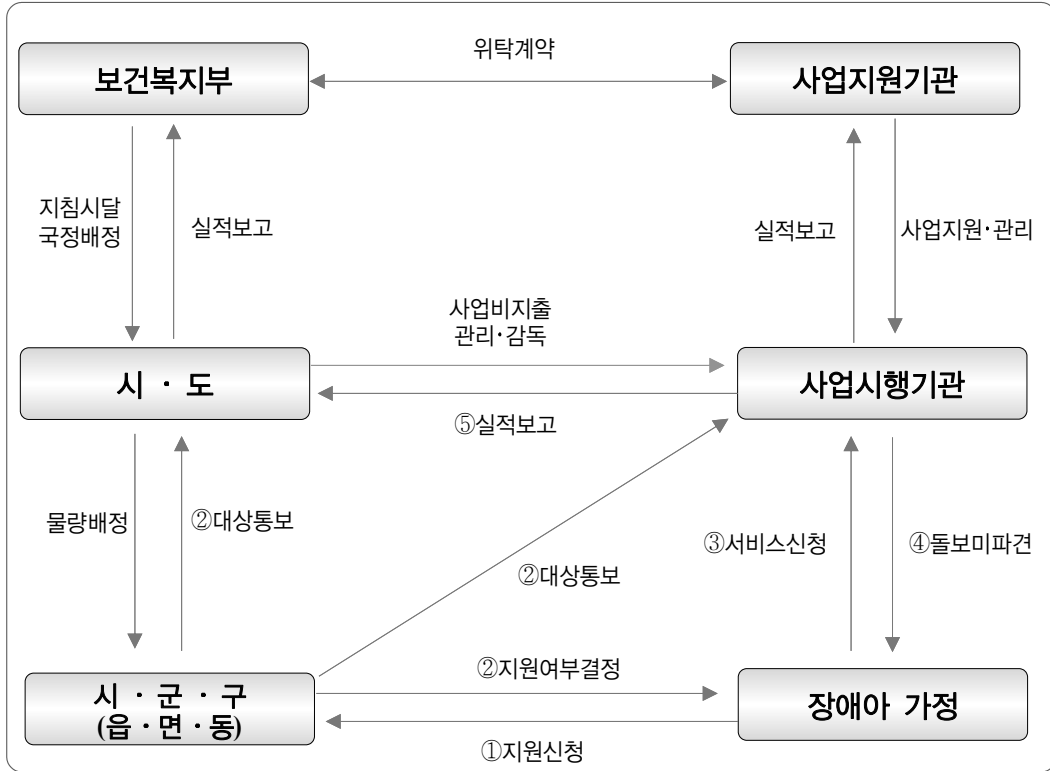 위탁계약
보건복지부
사업지원기관
지침시달
국정배정
실적보고
실적보고
사업지원·관리
사업비지출
관리·감독
시 · 도
사업시행기관
⑤실적보고
물량배정
②대상통보
②대상통보
③서비스신청
④돌보미파견
②지원여부결정
시 · 군 · 구
(읍 · 면 · 동)
장애아 가정
①지원신청